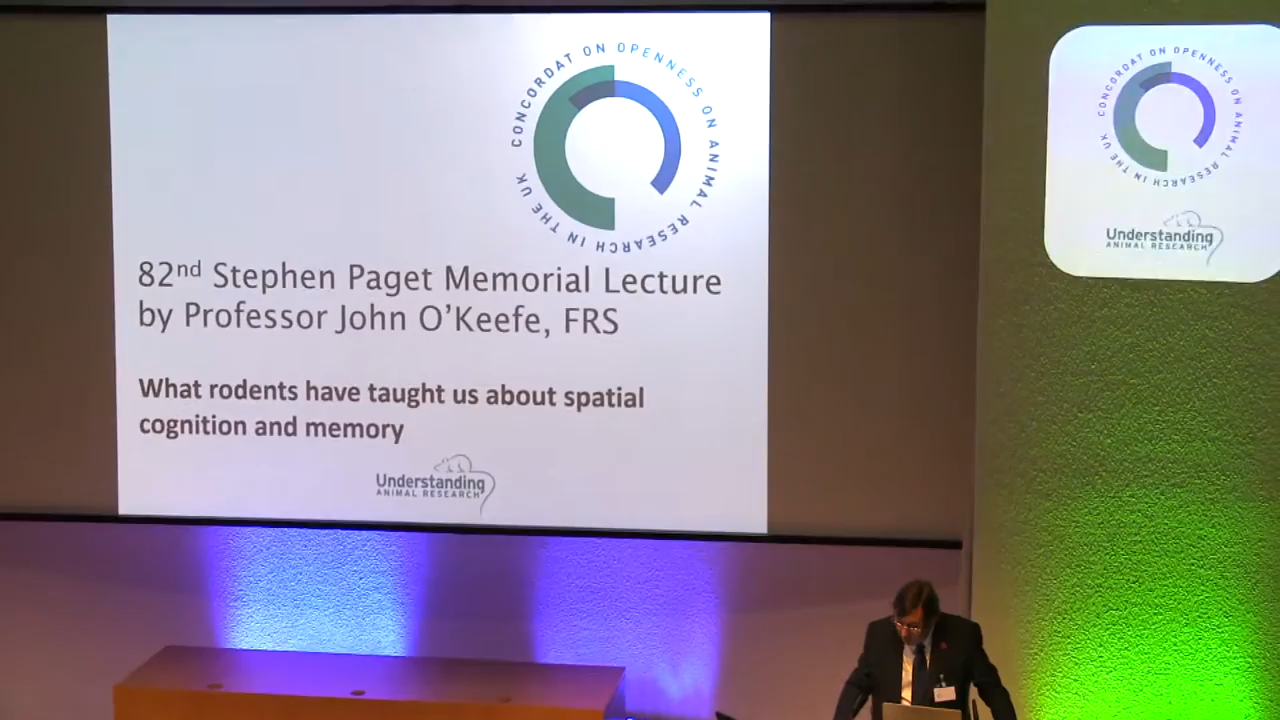 CONCORDAT ON OPENNESS ON ANIMAL RESEARCH IN THE UK
82nd Stephen Paget Memorial Lecture
by Professor John O'Keefe, FRS
What rodents have taught us about spatial
cognition and memory
Understanding
ANIMAL RESEARCH
CONCORDAT ON OPENNESS ON ANIMAL RESEARCH IN THE UK
Understanding
ANIMAL RESEARCH